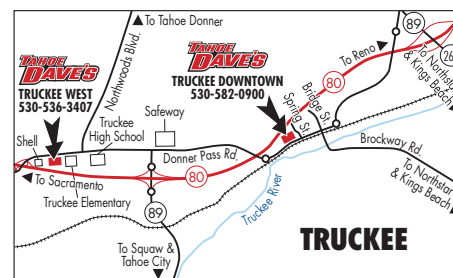 To Tahoe Donner
TAHOE
DAVE'S
TRUCKEE WEST
530-536-3407
Northwoods Blvd.
TAHOE
DAVE'S
TRUCKEE DOWNTOWN
530-582-0900
To Reno
89
26
To Northstar
& Kings Beach
80
Bridge St.
Spring St.
Safeway
Truckee
High School
Shell
Donner Pass Rd.
Brockway Rd.
To Sacramento
80
Truckee Elementary
89
Truckee River
To Northstar
& Kings Beach
To Squaw &
Tahoe City
TRUCKEE